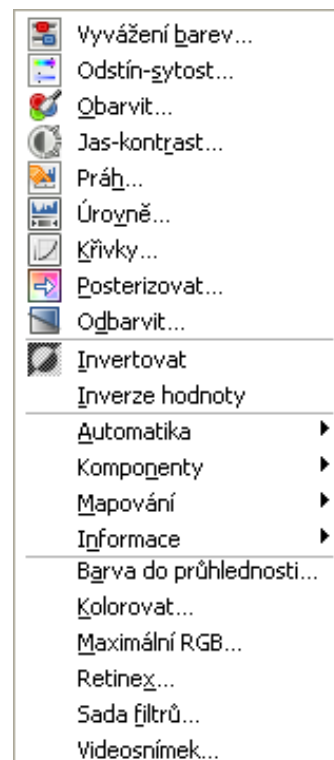 Vyvážení barev...
Odstín-sytost...
Obarvit...
Jas-kontrast...
Práh...
Úrovně...
Křivky...
Posterizovat...
Odbarvit...
Invertovat
Inverze hodnoty
Automatika
Komponenty
Mapování
Informace
Barva do průhlednosti...
Kolorovat...
Maximální RGB...
Retinex...
Sada filtrů...
Videosnímek...